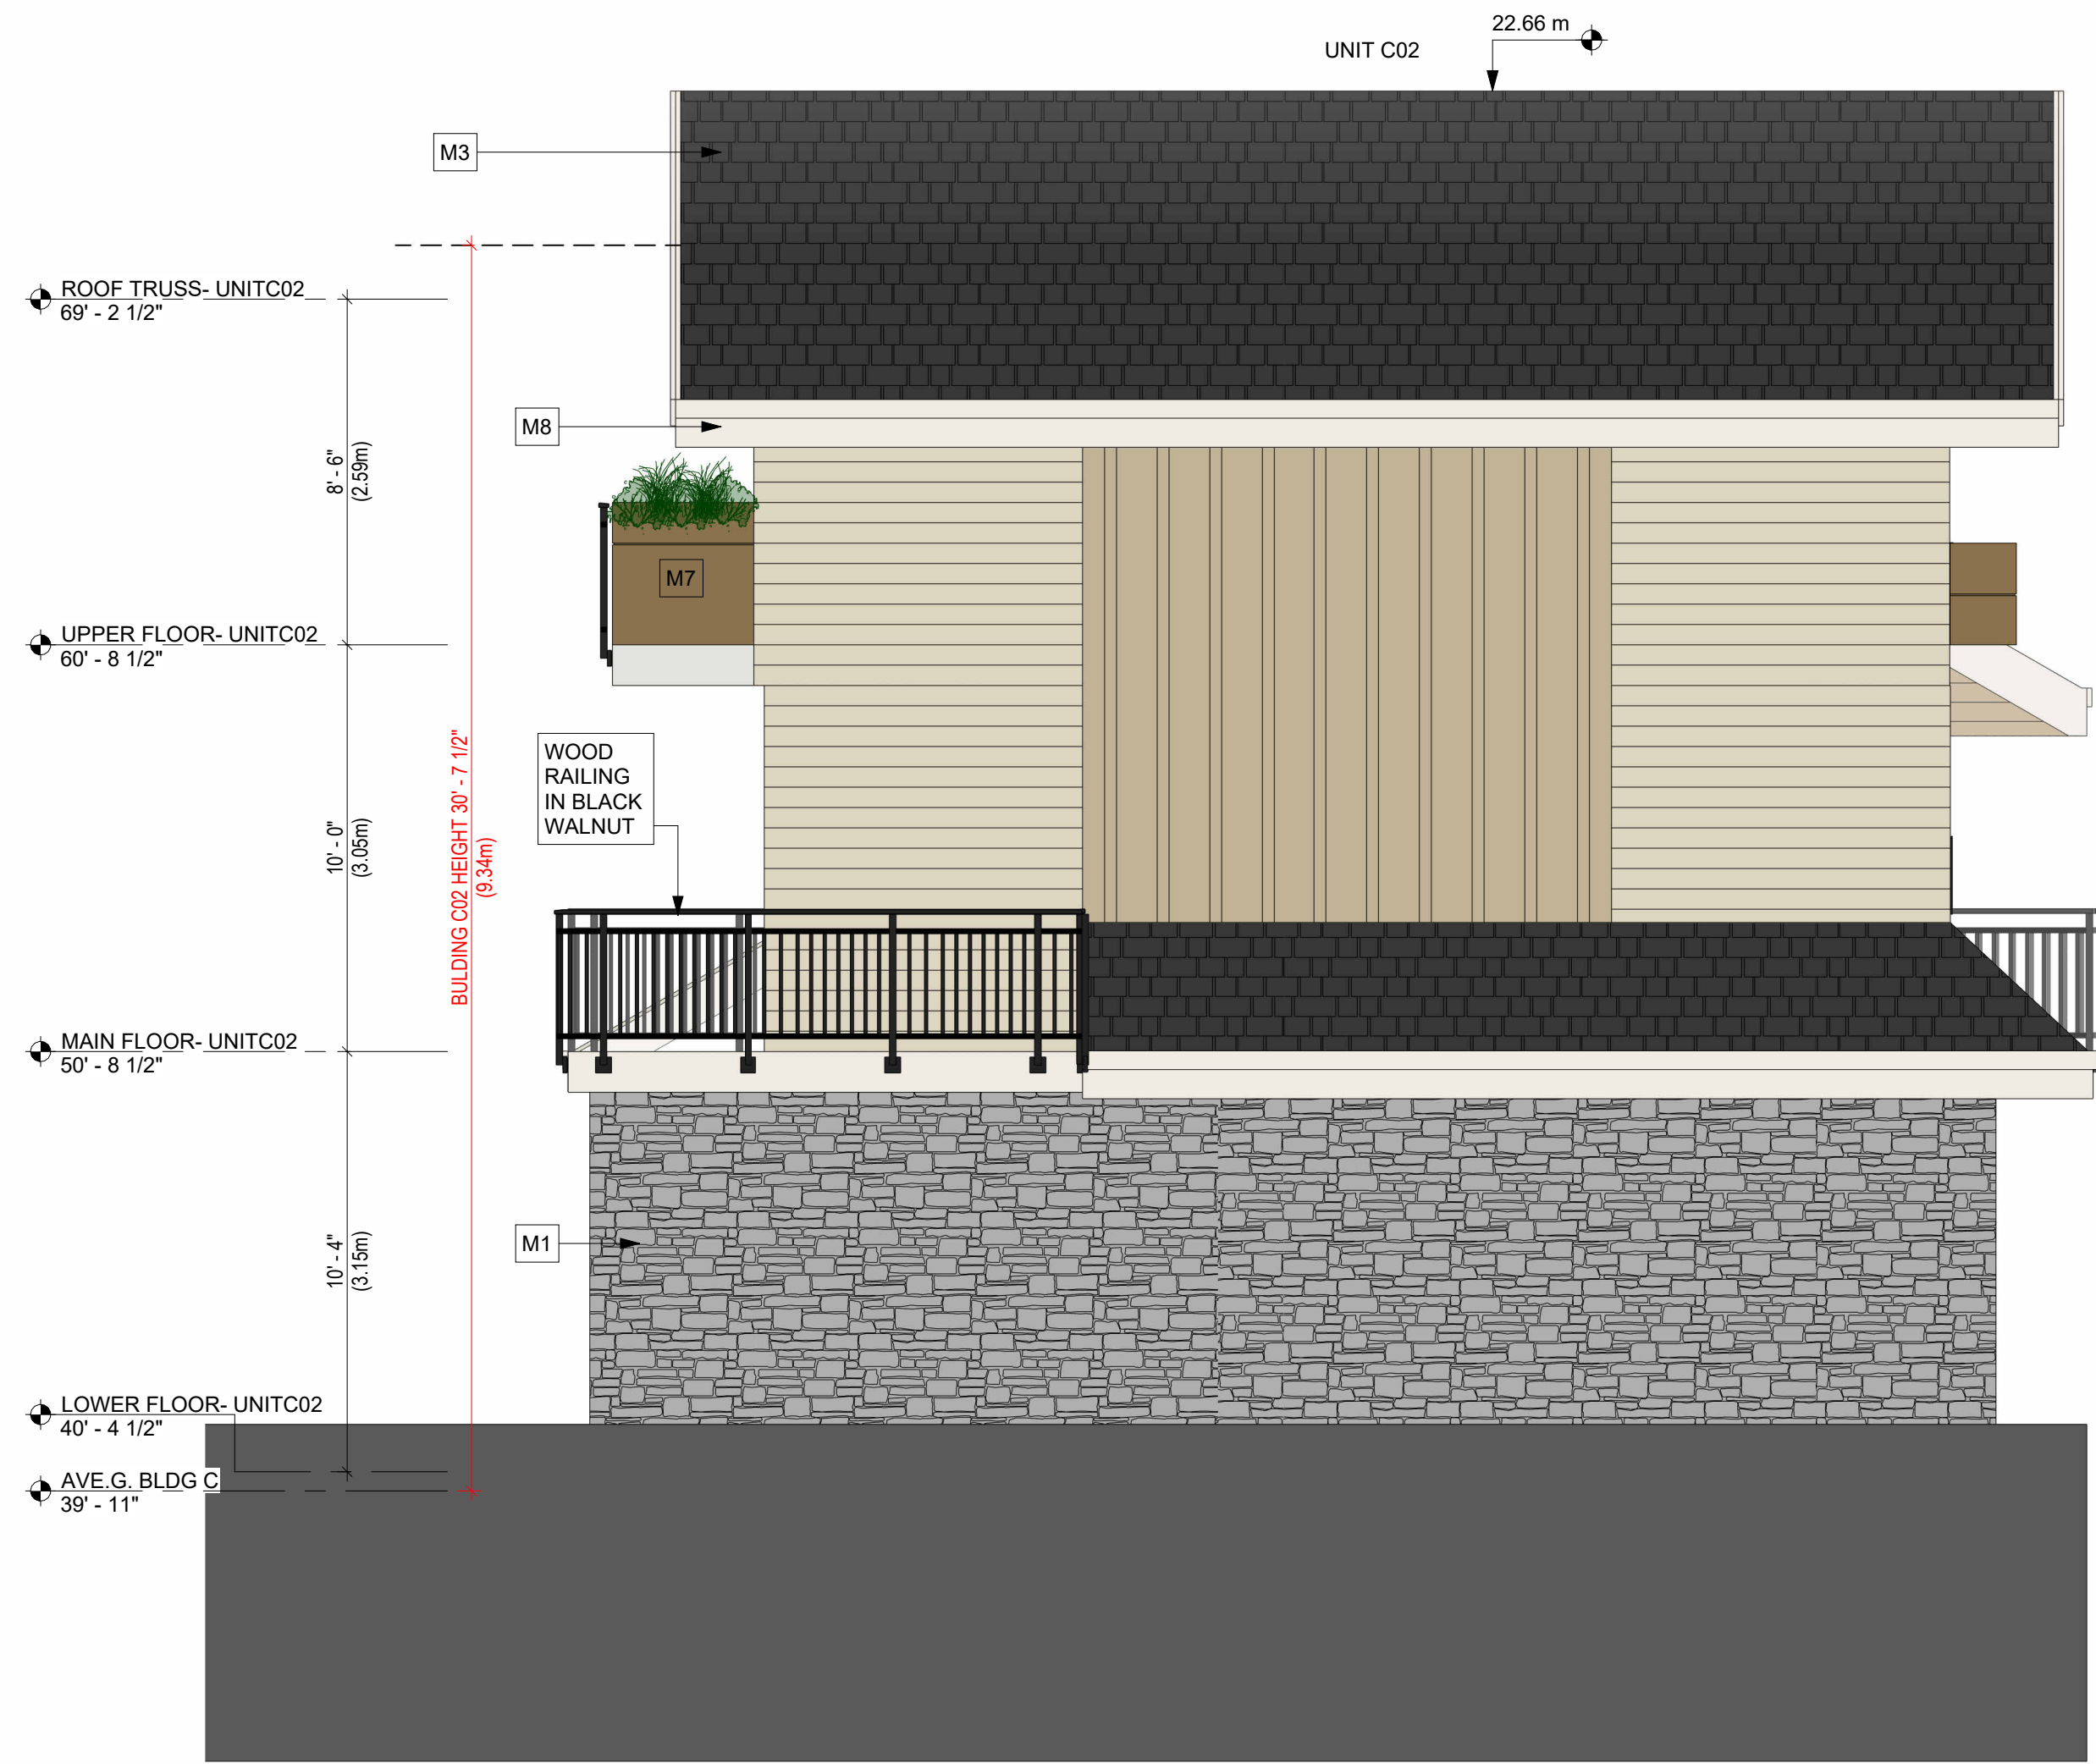 22.66 m
UNIT C02
M3
ROOF TRUSS- UNITC02
69' - 2 1/2"
M8
8' - 6"
(2.59m)
M7
UPPER FLOOR- UNITC02
60' - 8 1/2"
WOOD
RAILING
IN BLACK
WALNUT
BULDING C02 HEIGHT 30' - 7 1/2"
(9.34m)
10' - 0"
(3.05m)
MAIN FLOOR- UNITC02
50' - 8 1/2"
M1
10' - 4"
(3.15m)
LOWER FLOOR- UNITC02
40' - 4 1/2"
AVE.G. BLDG C
39' - 11"